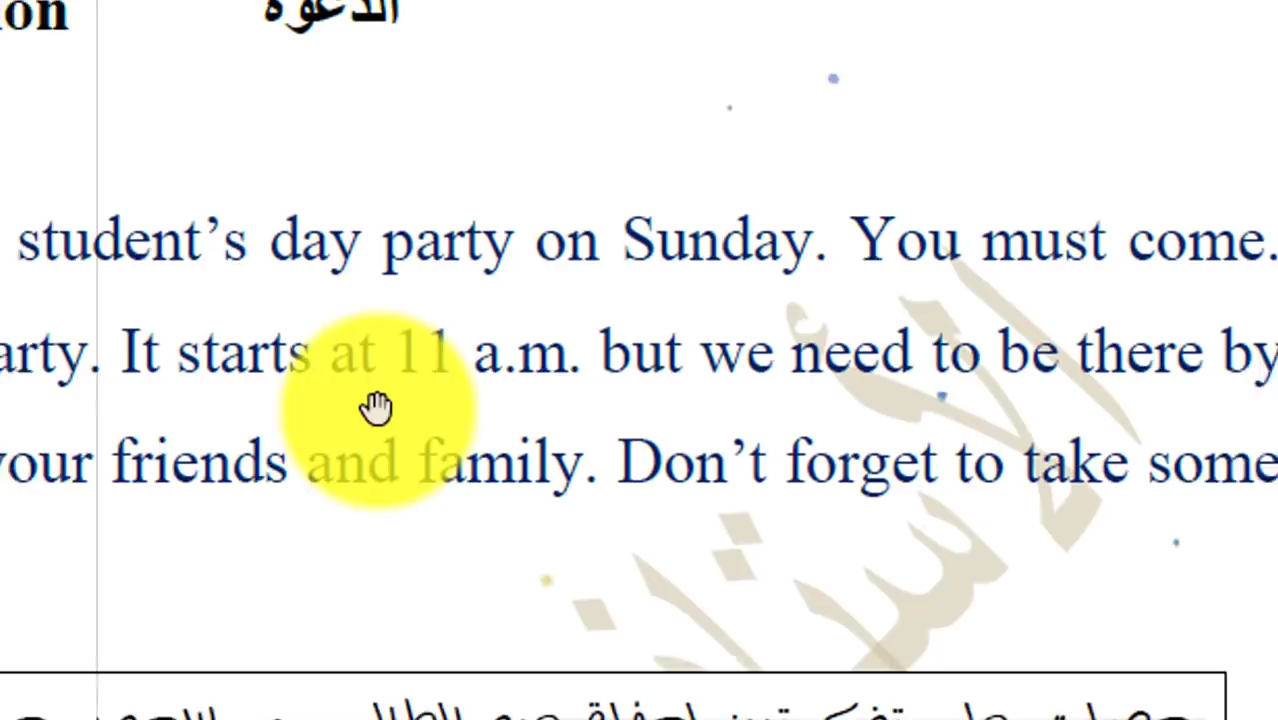 الدعوة
student’s day party on Sunday. You must come.
arty. It starts at 11 a.m. but we need to be there by
your friends and family. Don’t forget to take some